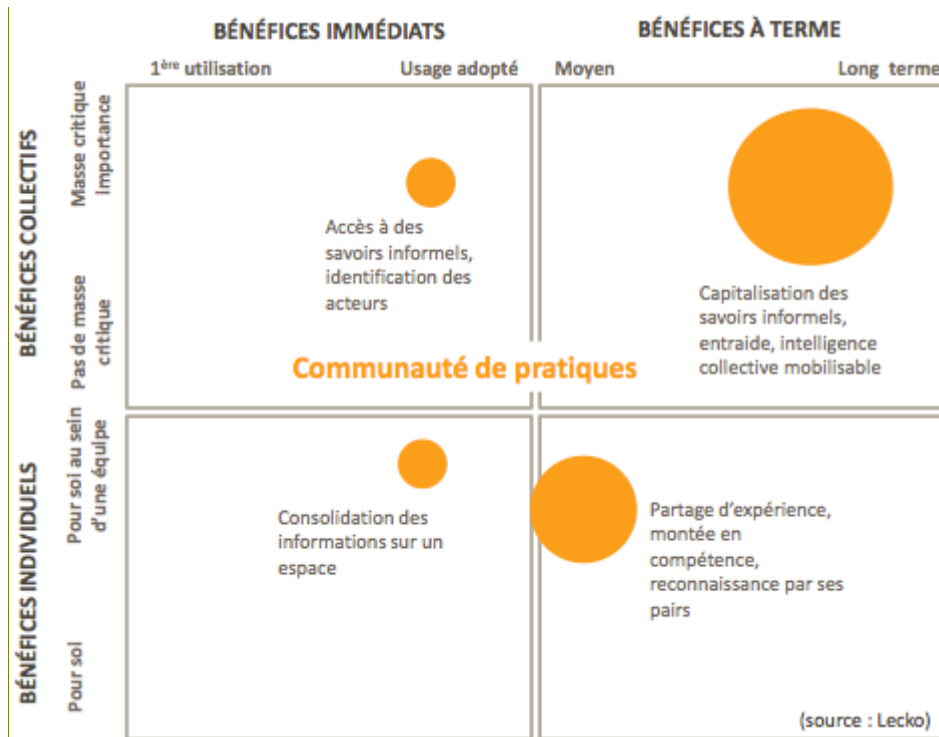 BÉNÉFICES IMMÉDIATS
BÉNÉFICES À TERME
1ère utilisation
Usage adopté
Moyen
Long terme
BÉNÉFICES COLLECTIFS
Masse critique
Importance
Pas de masse
critique
Accès à des
savoirs informels,
identification des
acteurs
Capitalisation des
savoirs informels,
entraide, intelligence
collective mobilisable
Communauté de pratiques
BÉNÉFICES INDIVIDUELS
Pour soi au sein
d'une équipe
Pour soi
Consolidation des
informations sur un
espace
Partage d'expérience,
montée en
compétence,
reconnaissance par ses
pairs
(source : Lecko)